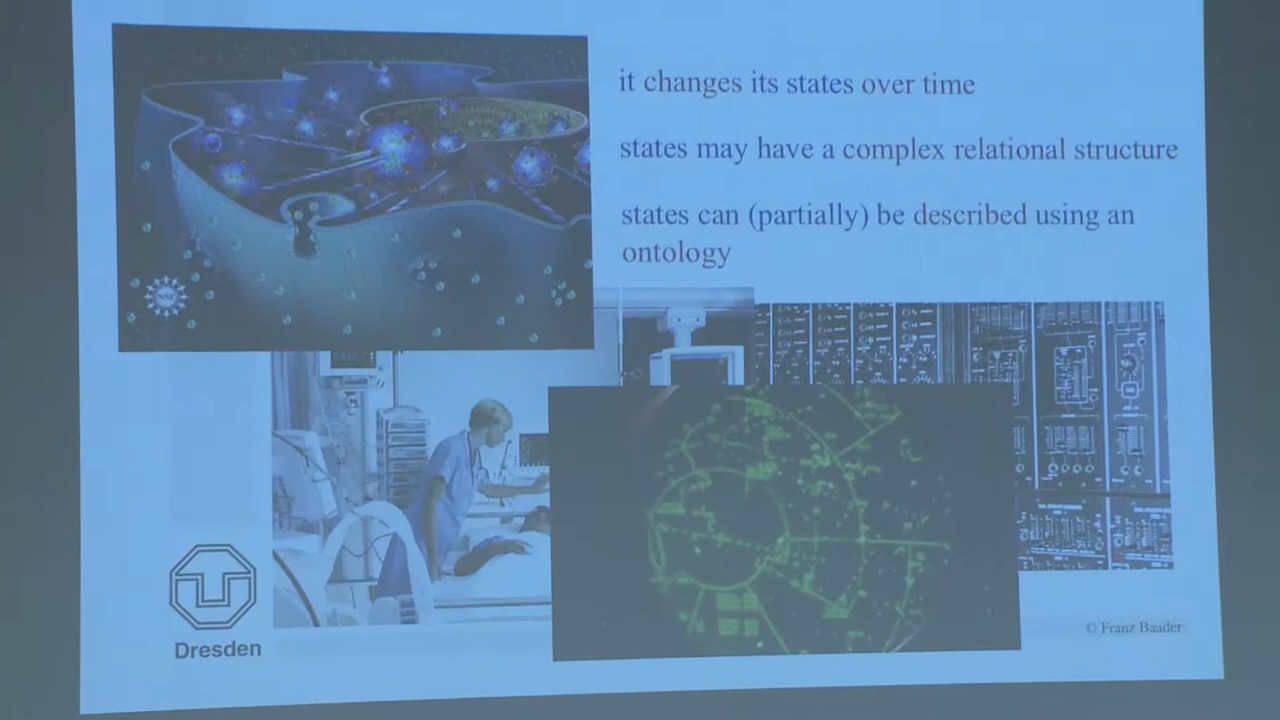 it changes its states over time
states may have a complex relational structure
states can (partially) be described using an
ontology
NSF
Dresden
© Franz Baader